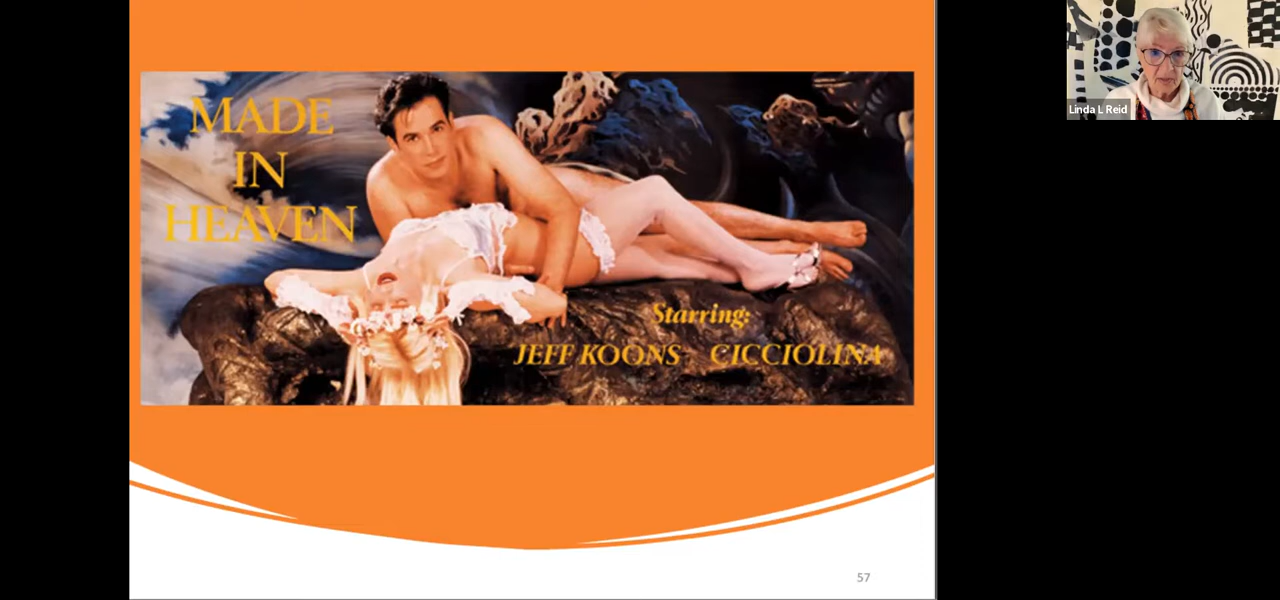 MADE
IN
HEAVEN
Starring:
JEFF KOONS CICCIOLINA
57
Linda L Reid